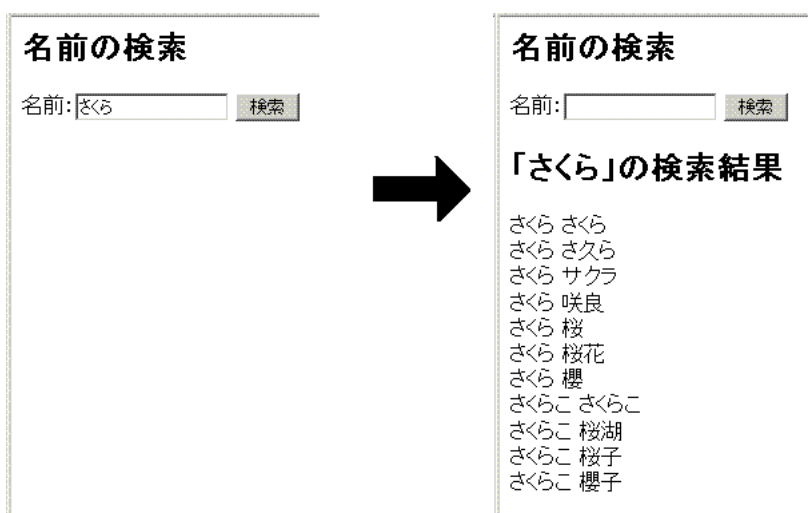 名前の検索
名前: さくら 検索
名前の検索
名前: 検索
「さくら」の検索結果
さくら さくら
さくら さ久ら
さくら サクラ
さくら 咲良
さくら 桜
さくら 桜花
さくら 櫻
さくらこ さくらこ
さくらこ 桜湖
さくらこ 桜子
さくらこ 櫻子